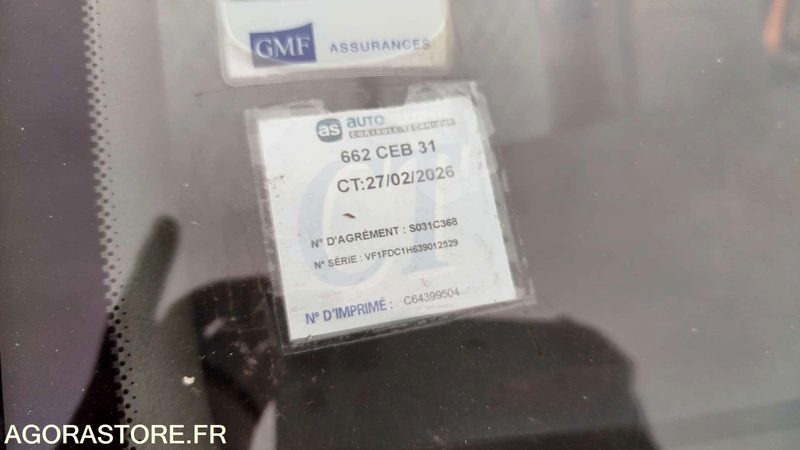 GMF ASSURANCES
as AUTO
CONTROLE TECHNIQUE
662 CEB 31
CT:27/02/2026
N° D'AGRÉMENT : S031C368
N° SÉRIE : VF1FDC1H639012529
N° D'IMPRIMÉ : C64399504
AGORASTORE.FR